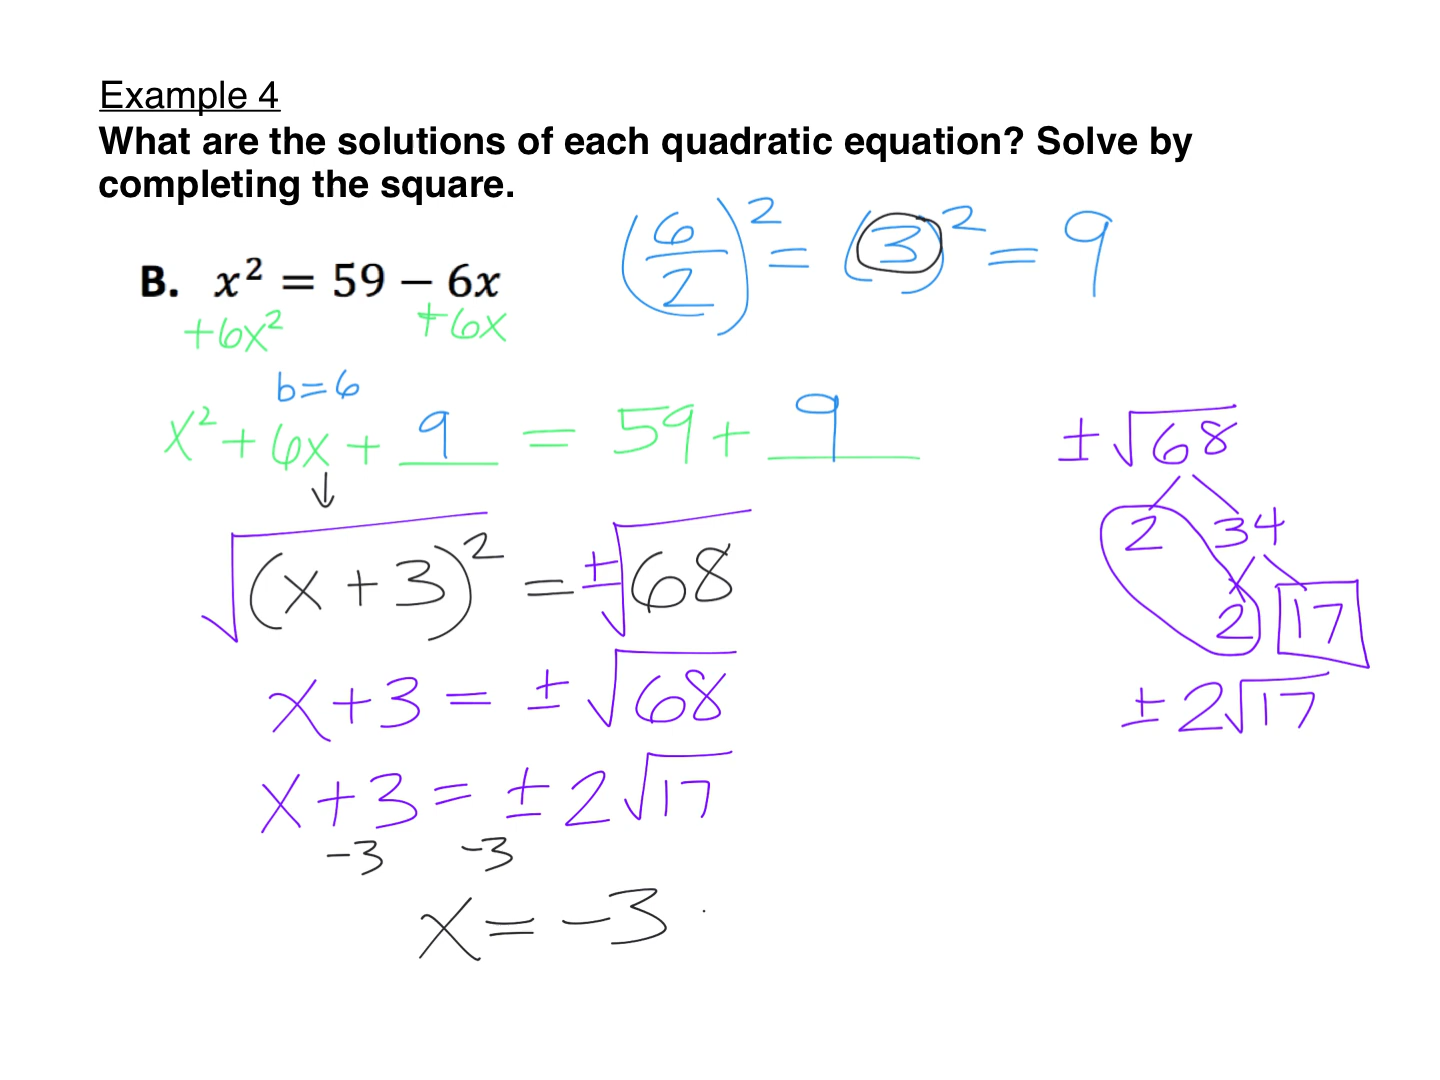 Example 4
What are the solutions of each quadratic equation? Solve by
completing the square.
(6/2)² = (3)² = 9
B. x² = 59 − 6x
+6x² +6x
b=6
x² + 6x + 9 = 59 + 9
±√68
↓
2 34
√(x+3)² = ±√68
2 17
x+3 = ±√68
±2√17
x+3 = ±2√17
-3 -3
x = -3